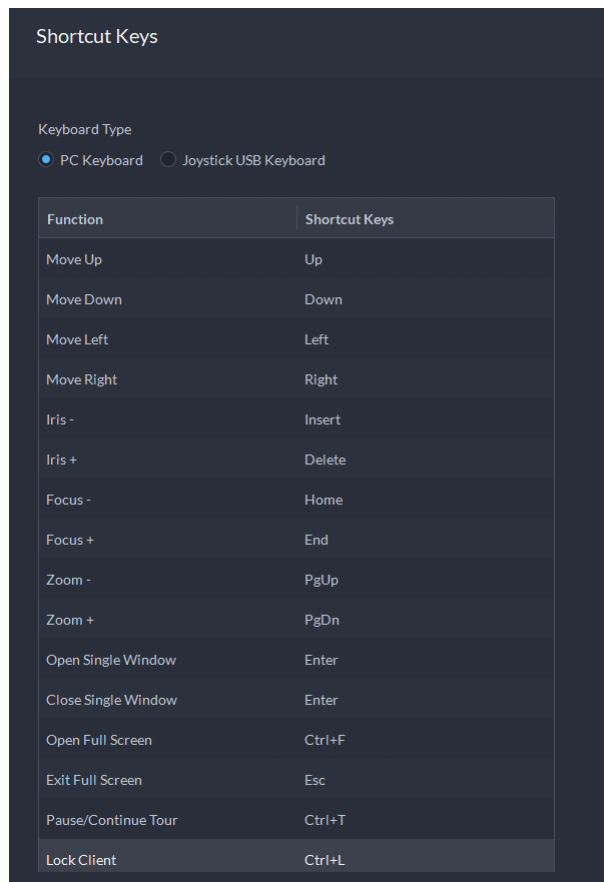 Shortcut Keys
Keyboard Type
PC Keyboard Joystick USB Keyboard
Function Shortcut Keys
Move Up Up
Move Down Down
Move Left Left
Move Right Right
Iris - Insert
Iris + Delete
Focus - Home
Focus + End
Zoom - PgUp
Zoom + PgDn
Open Single Window Enter
Close Single Window Enter
Open Full Screen Ctrl+F
Exit Full Screen Esc
Pause/Continue Tour Ctrl+T
Lock Client Ctrl+L